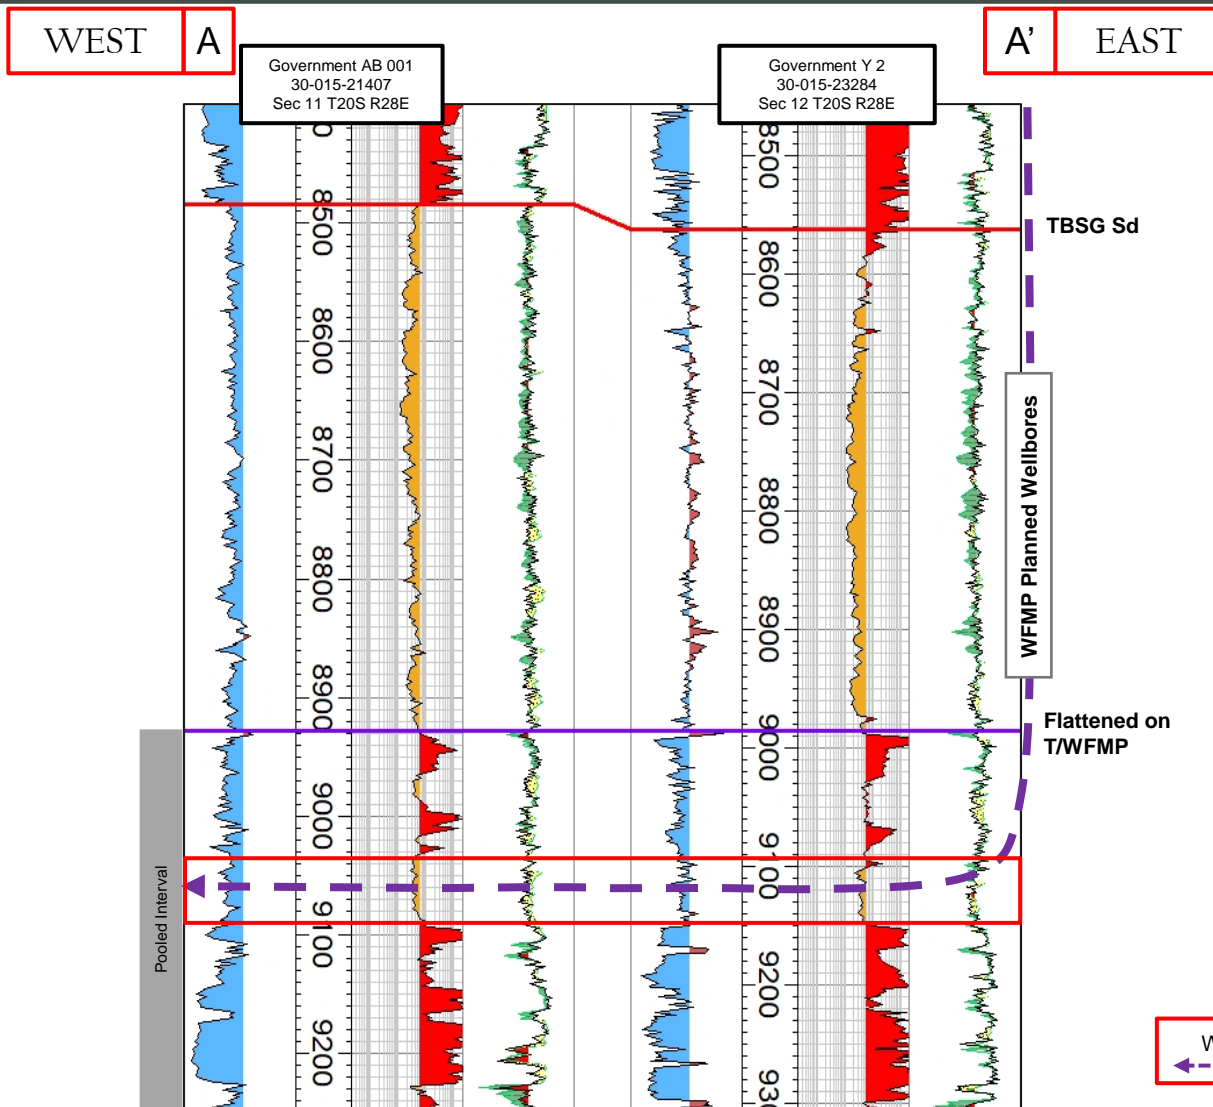 WEST
A
A'
EAST
Government AB 001
30-015-21407
Sec 11 T20S R28E
Government Y 2
30-015-23284
Sec 12 T20S R28E
TBSG Sd
WFMP Planned Wellbores
Flattened on
T/WFMP
Pooled Interval
8500
8600
8700
8800
8900
9000
9100
9200
8500
8600
8700
8800
8900
9000
9100
9200
W